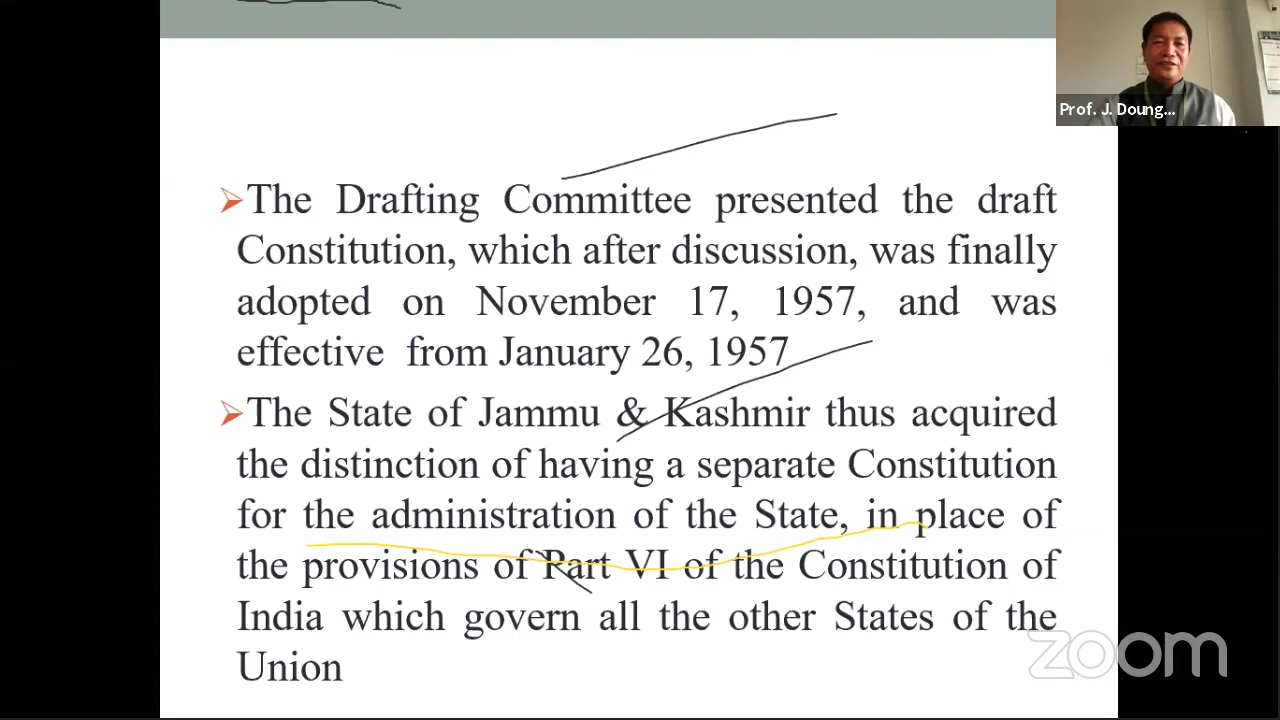 Prof. J. Doung...
➢The Drafting Committee presented the draft
Constitution, which after discussion, was finally
adopted on November 17, 1957, and was
effective from January 26, 1957
➢The State of Jammu & Kashmir thus acquired
the distinction of having a separate Constitution
for the administration of the State, in place of
the provisions of Part VI of the Constitution of
India which govern all the other States of the
Union
zoom